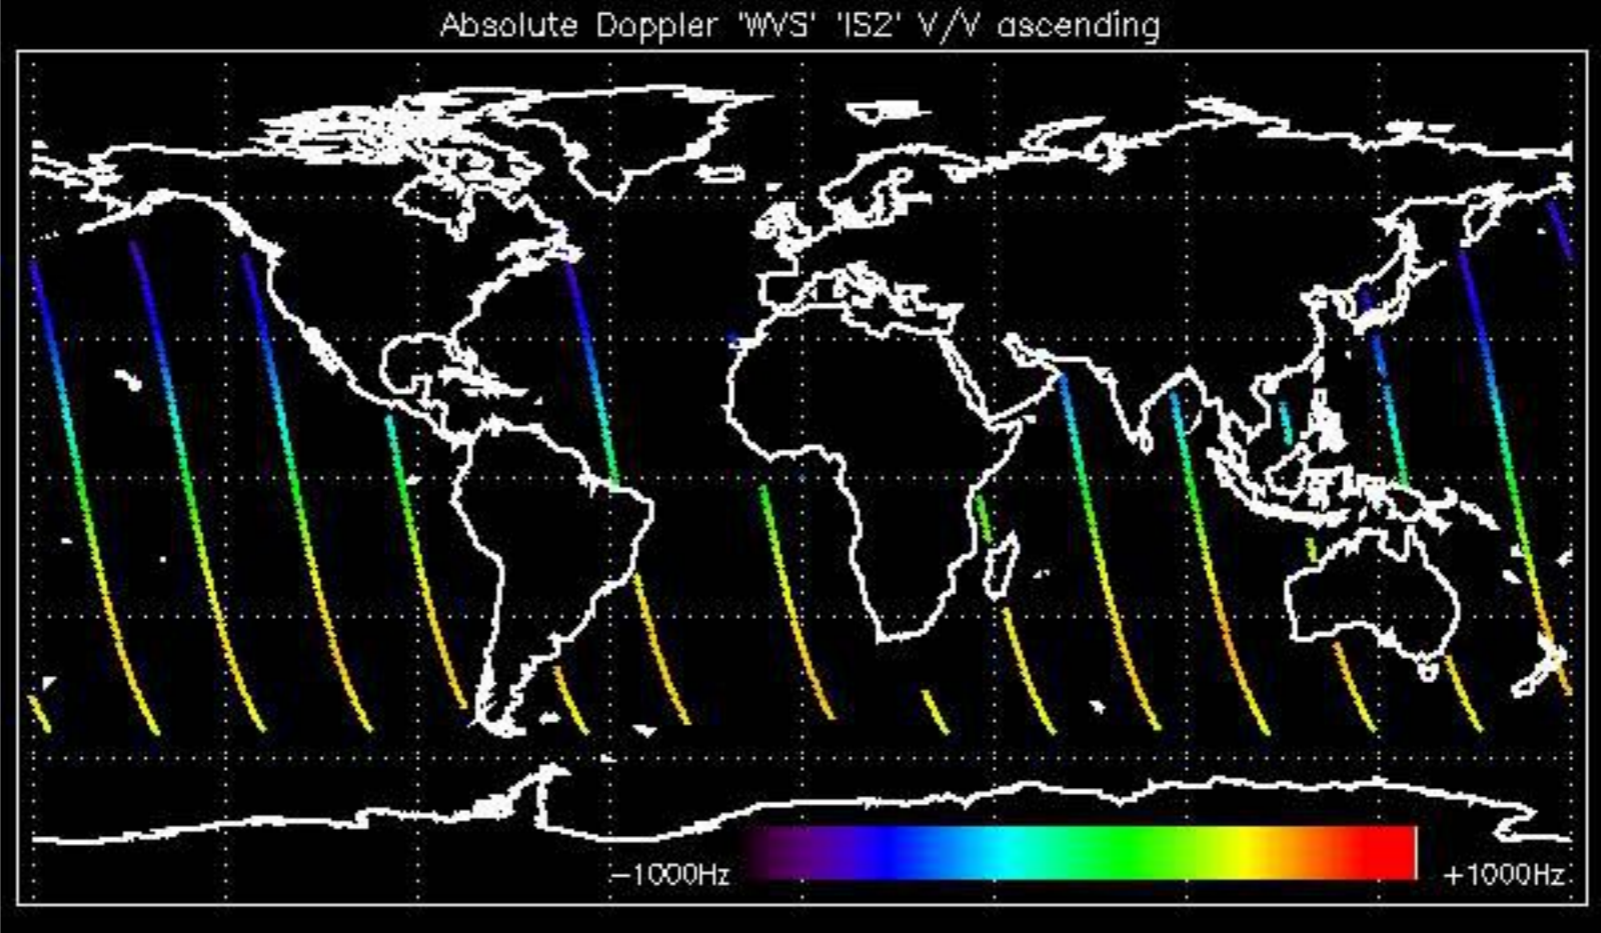 Absolute Doppler 'WVS' 'IS2' V/V ascending
-1000Hz +1000Hz